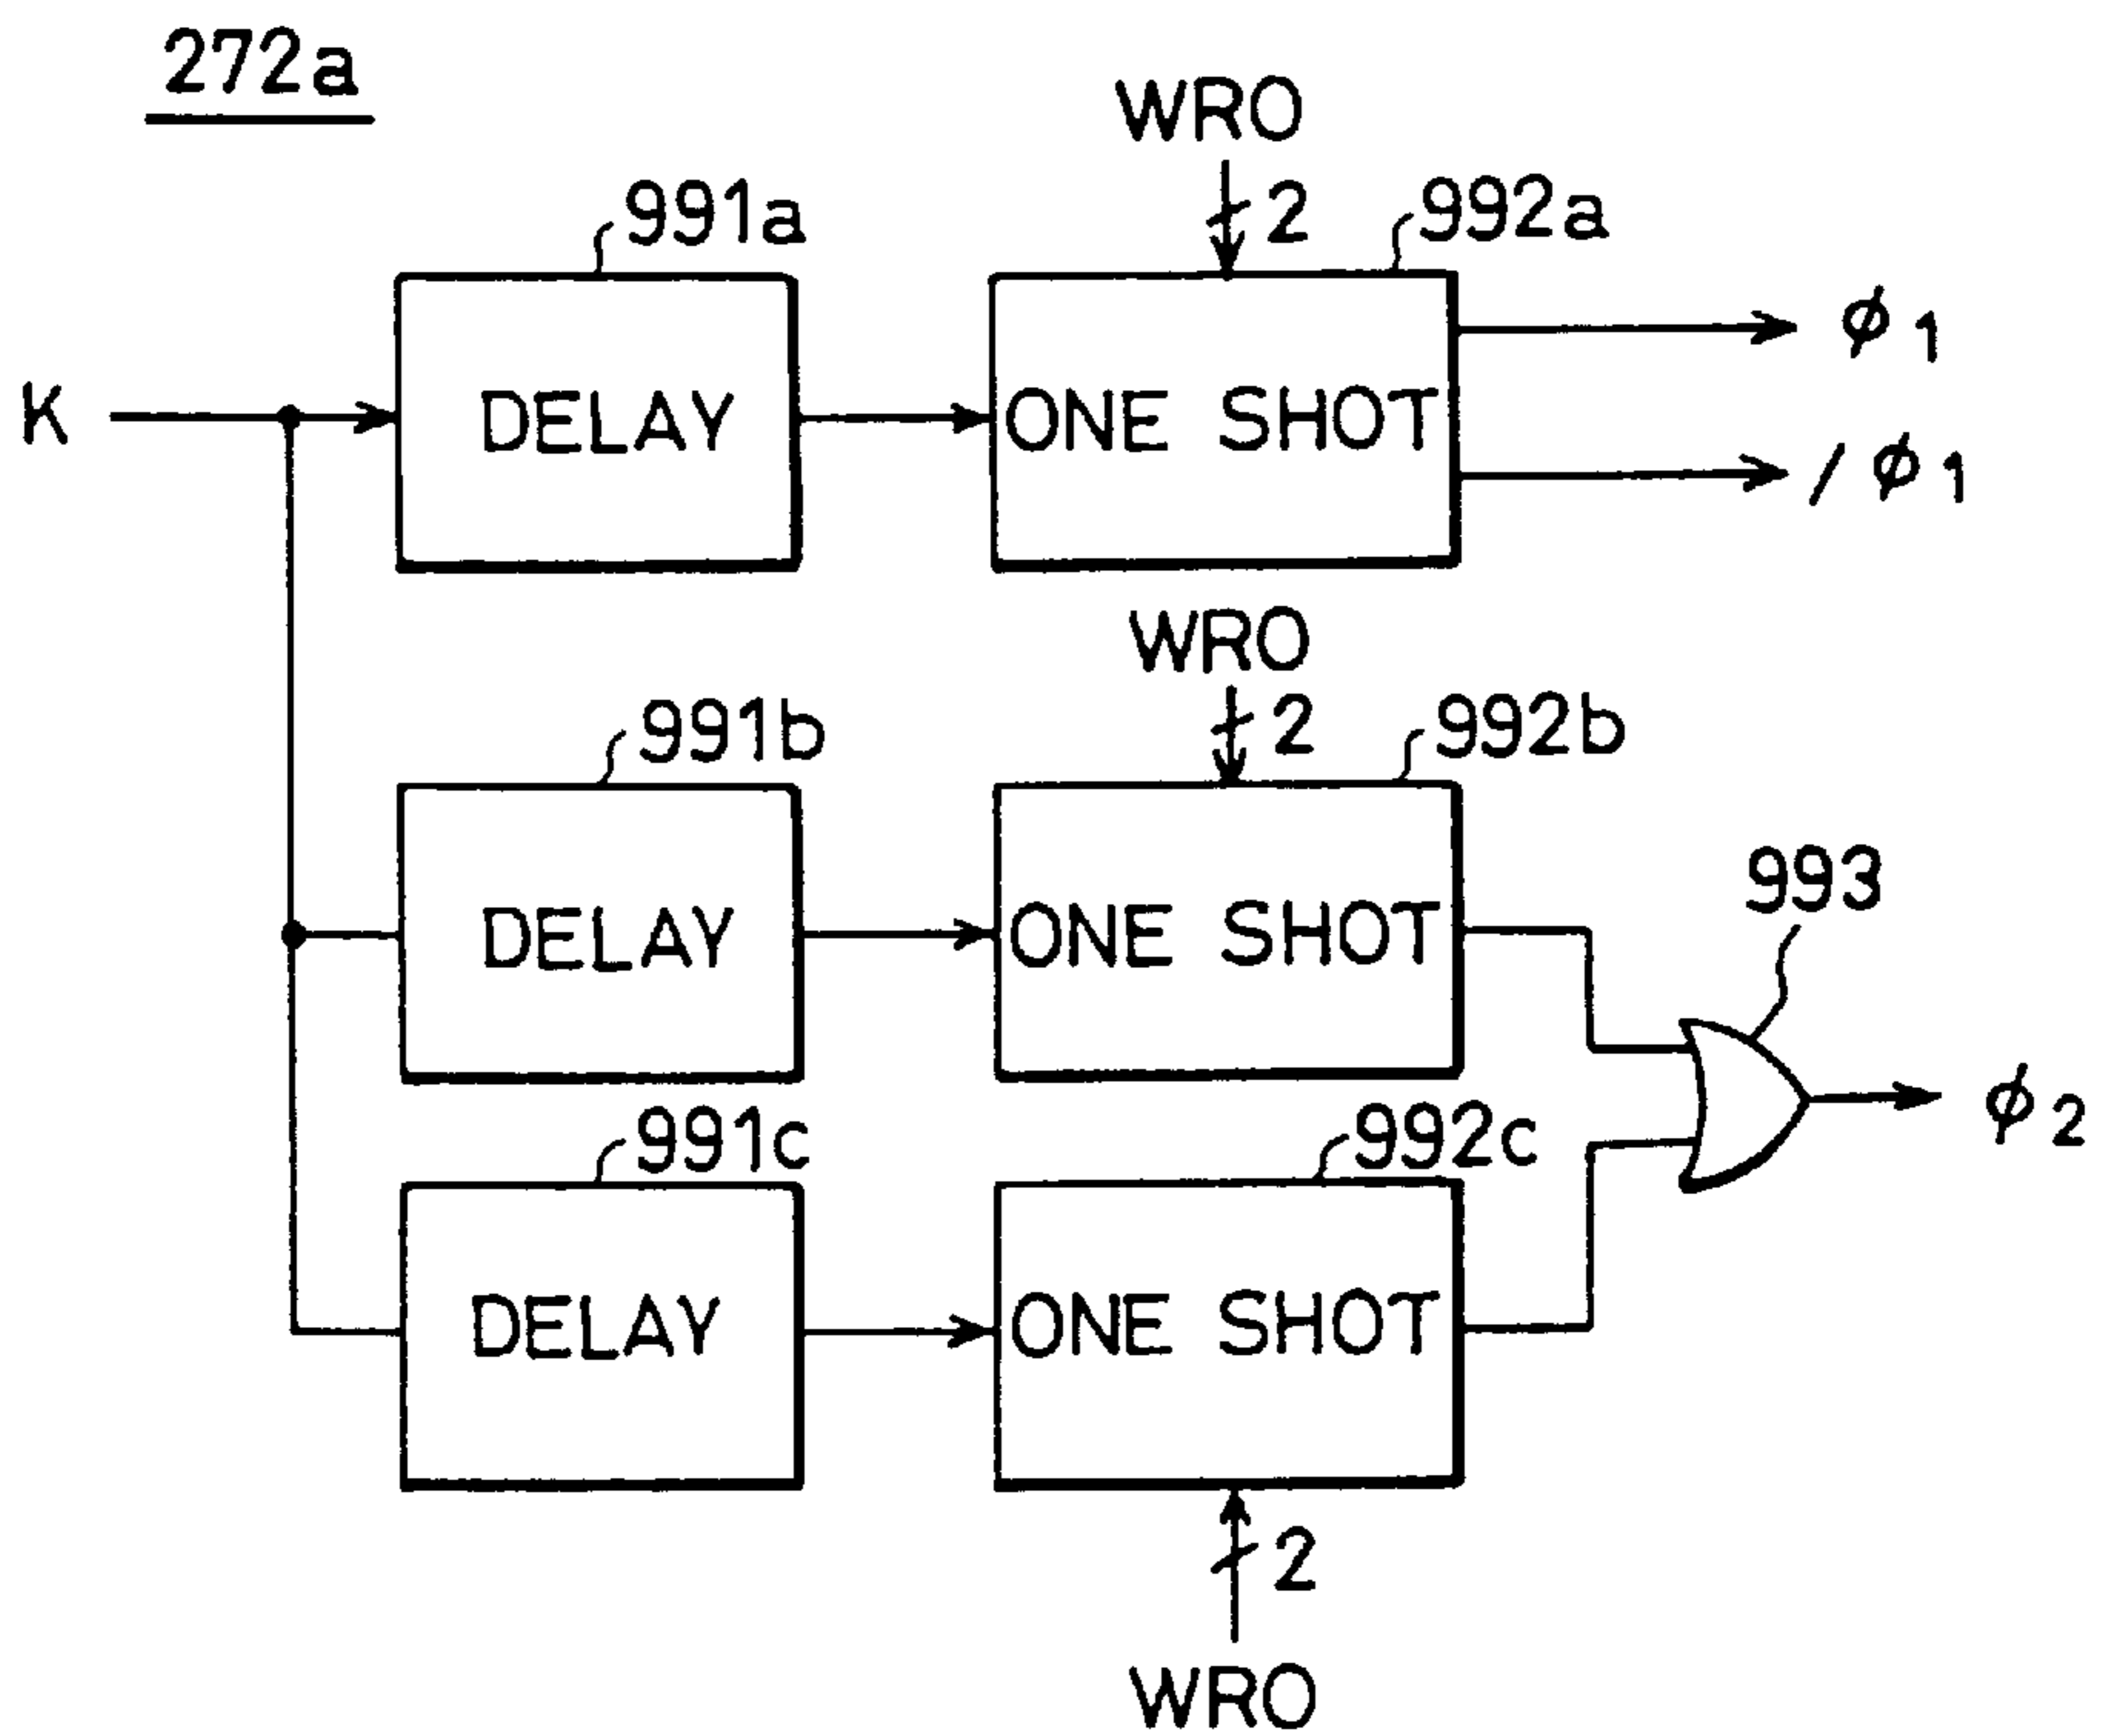 272a
WRO
991a
2
992a
K
DELAY
ONE SHOT
ϕ1
/ϕ1
WRO
991b
2
992b
DELAY
ONE SHOT
993
ϕ2
991c
992c
DELAY
ONE SHOT
2
WRO